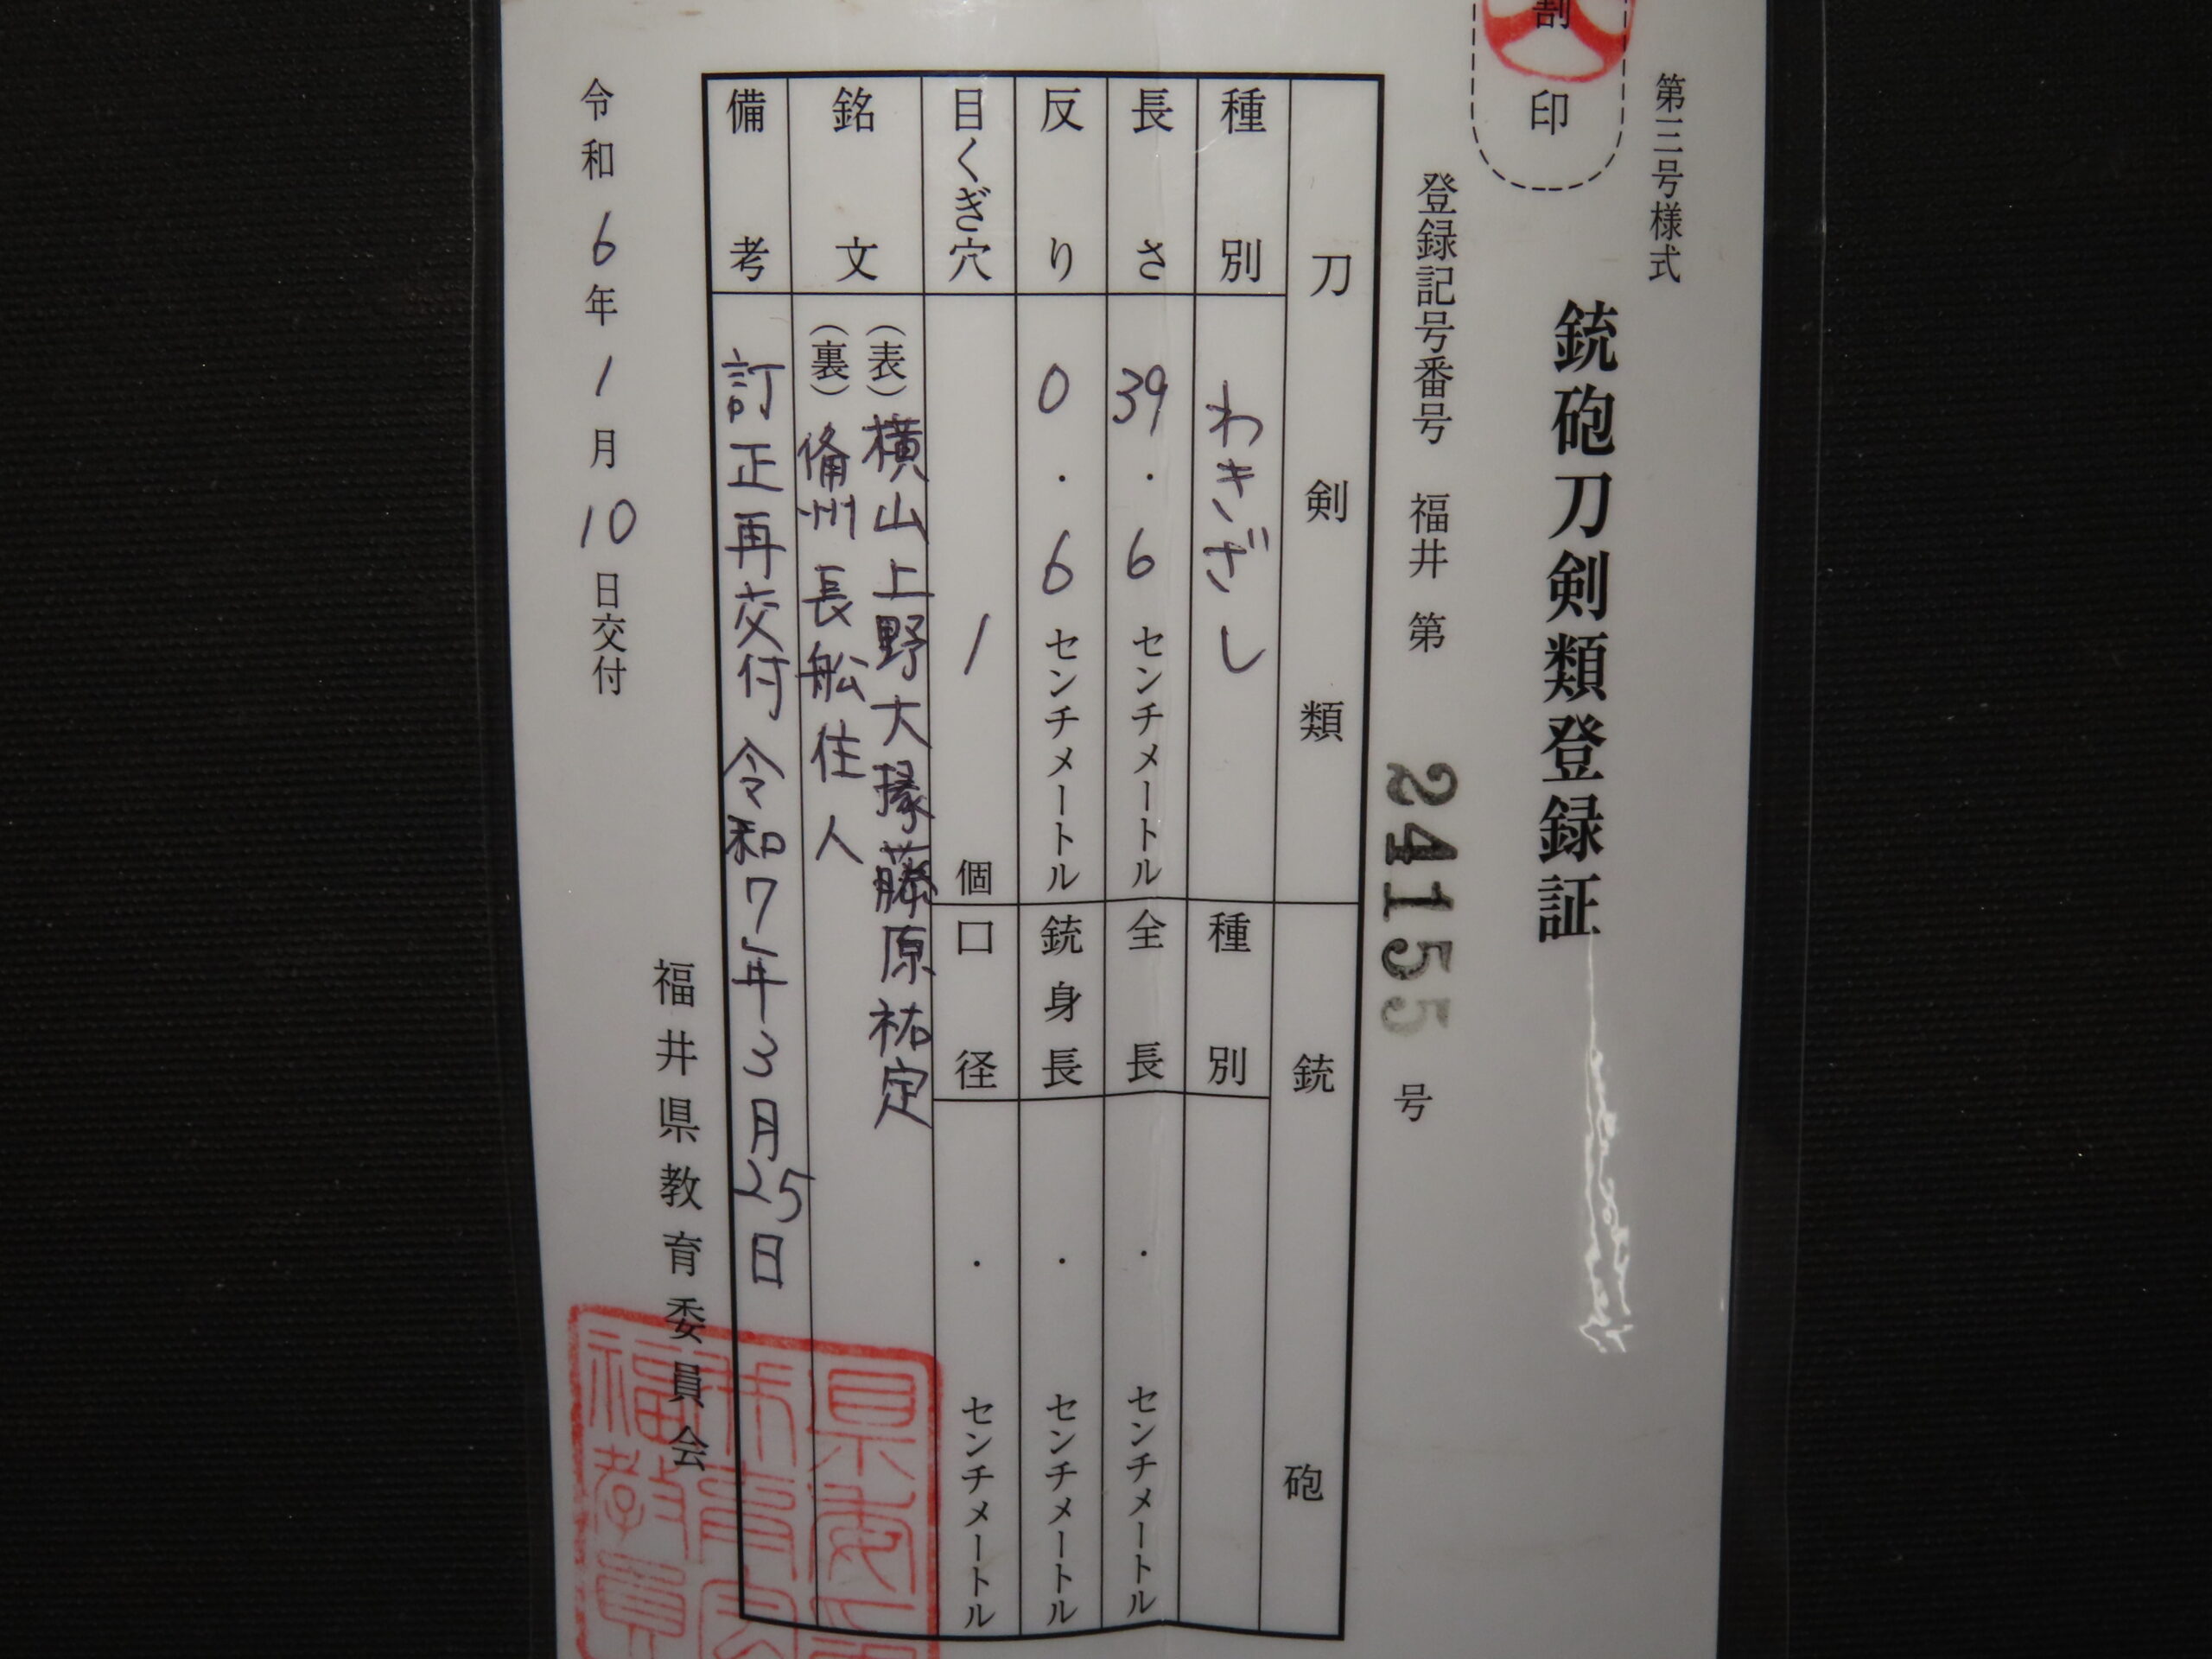 第三号様式
割印
銃砲刀剣類登録証
登録記号番号 福井 第 24155 号
刀剣類
種別 わきざし
長さ 39.6 センチメートル
反り 0.6 センチメートル
目くぎ穴 1 個
銘文 (表)横山上野大掾藤原祐定
(裏)備州長船住人
備考 訂正再交付 令和7年3月25日
銃砲
種別
全長 . センチメートル
銃身長 . センチメートル
口径 . センチメートル
令和6年1月10日交付
福井県教育委員会